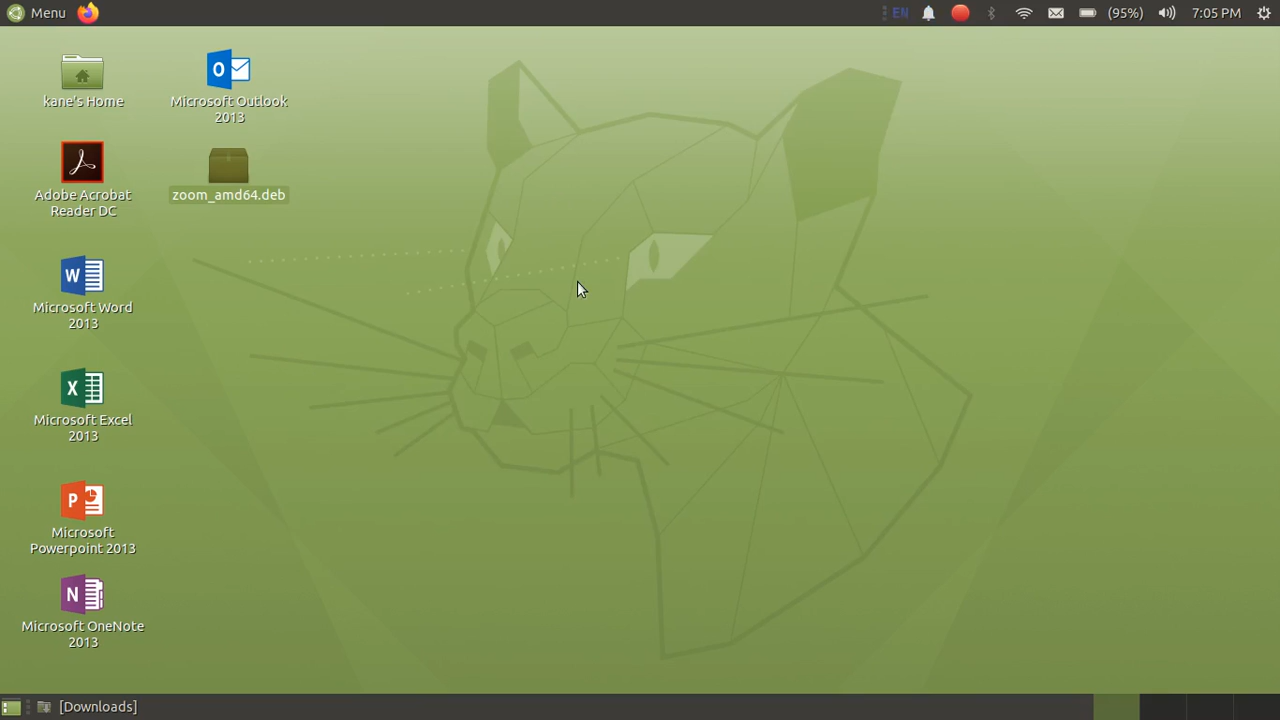 Menu
EN
(95%)
7:05 PM
kane's Home
Microsoft Outlook
2013
Adobe Acrobat
Reader DC
zoom_amd64.deb
W
Microsoft Word
2013
X
Microsoft Excel
2013
P
Microsoft
Powerpoint 2013
N
Microsoft OneNote
2013
[Downloads]